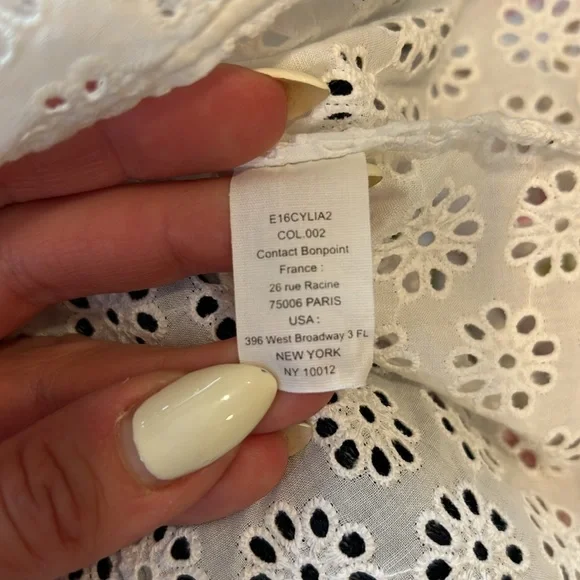 E16CYLIA2
COL.002
Contact Bonpoint
France :
26 rue Racine
75006 PARIS
USA :
396 West Broadway 3 FL
NEW YORK
NY 10012